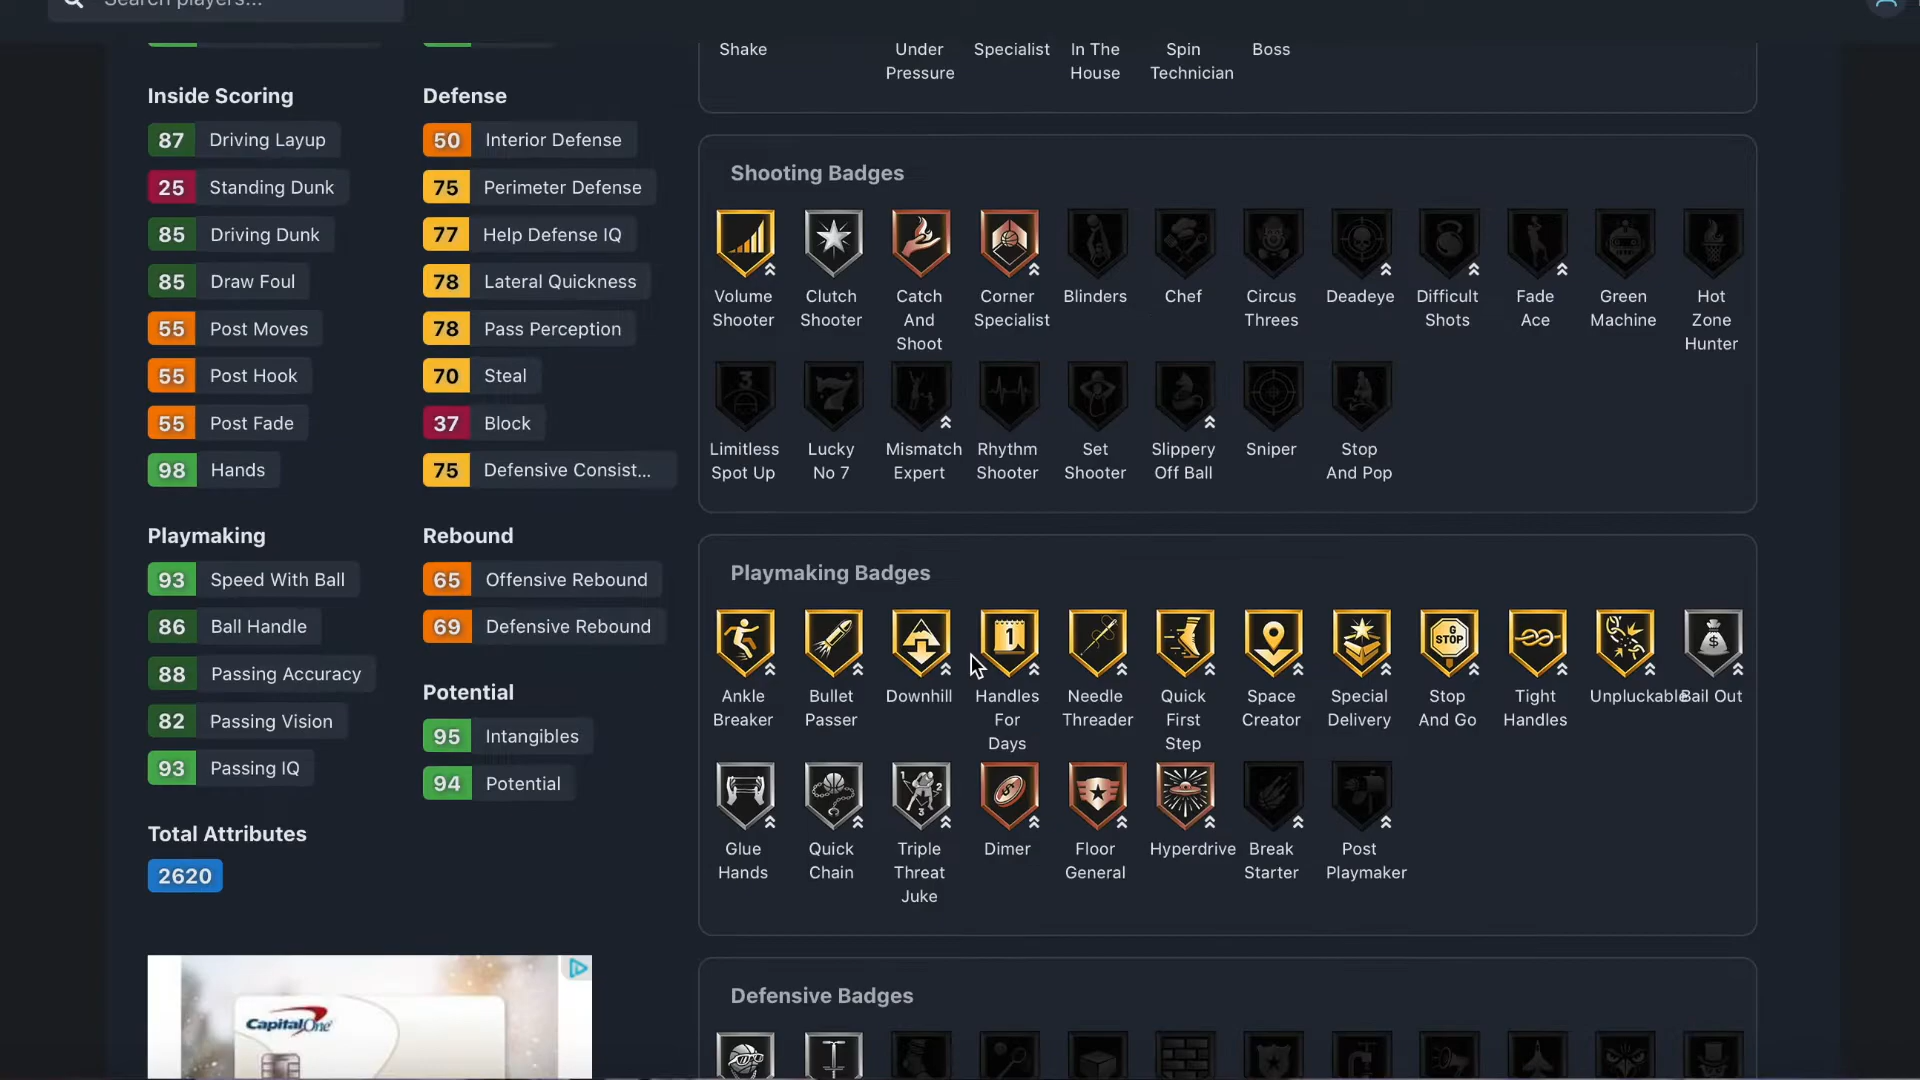 Search players...
Shake
Under
Pressure
Specialist
In The
House
Spin
Technician
Boss
Inside Scoring
87 Driving Layup
25 Standing Dunk
85 Driving Dunk
85 Draw Foul
55 Post Moves
55 Post Hook
55 Post Fade
98 Hands
Defense
50 Interior Defense
75 Perimeter Defense
77 Help Defense IQ
78 Lateral Quickness
78 Pass Perception
70 Steal
37 Block
75 Defensive Consist...
Playmaking
93 Speed With Ball
86 Ball Handle
88 Passing Accuracy
82 Passing Vision
93 Passing IQ
Rebound
65 Offensive Rebound
69 Defensive Rebound
Potential
95 Intangibles
94 Potential
Total Attributes
2620
Shooting Badges
Volume
Shooter
Clutch
Shooter
Catch
And
Shoot
Corner
Specialist
Blinders
Chef
Circus
Threes
Deadeye
Difficult
Shots
Fade
Ace
Green
Machine
Hot
Zone
Hunter
3
7
Limitless
Spot Up
Lucky
No 7
Mismatch
Expert
Rhythm
Shooter
Set
Shooter
Slippery
Off Ball
Sniper
Stop
And Pop
Playmaking Badges
1
G
STOP
$
Ankle
Breaker
Bullet
Passer
Downhill
Handles
For
Days
Needle
Threader
Quick
First
Step
Space
Creator
Special
Delivery
Stop
And Go
Tight
Handles
Unpluckable
Bail Out
1
2
3
Glue
Hands
Quick
Chain
Triple
Threat
Juke
Dimer
Floor
General
Hyperdrive
Break
Starter
Post
Playmaker
Defensive Badges
Capital One